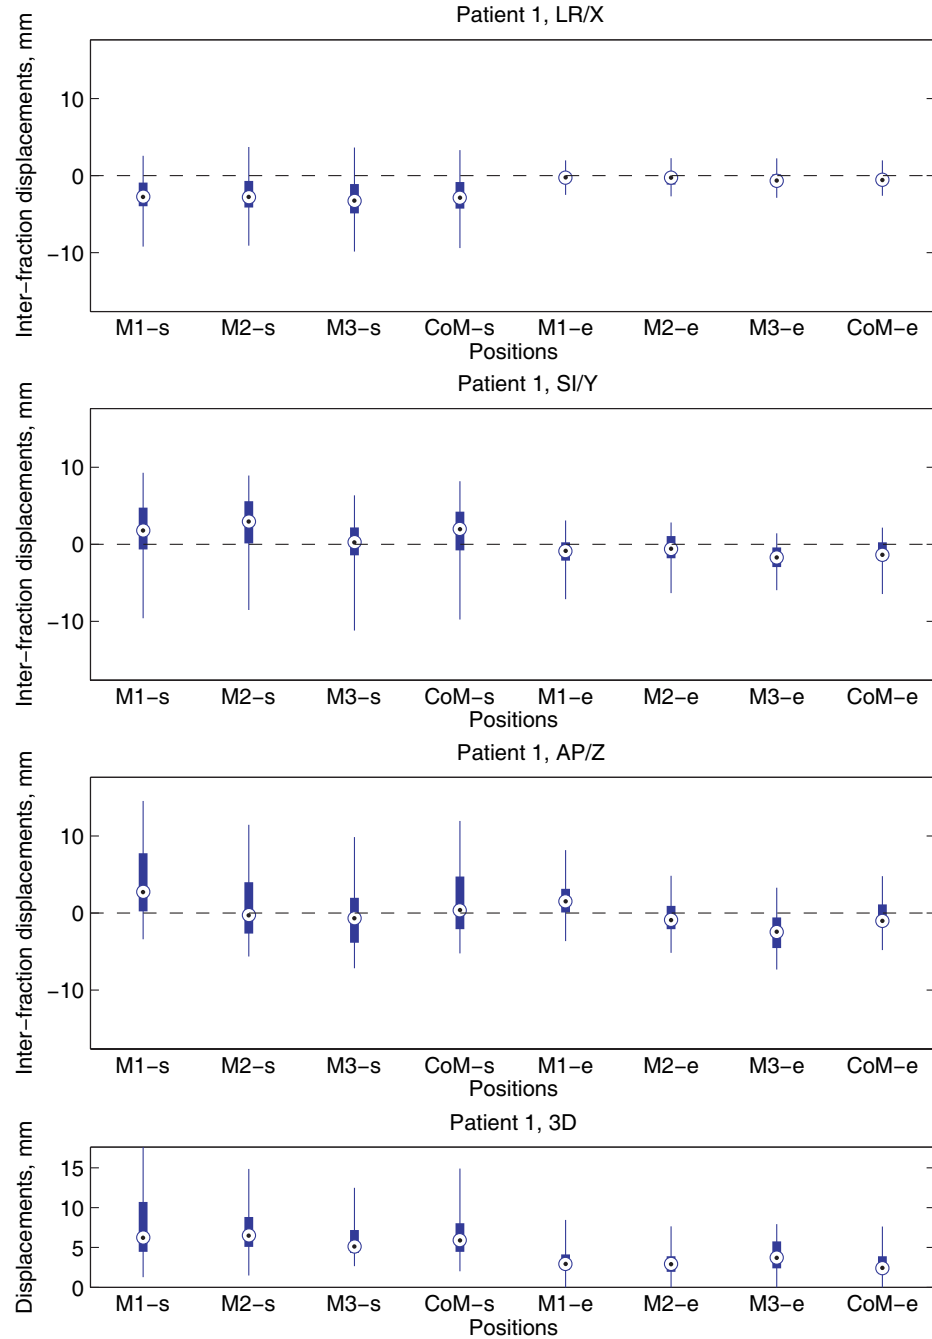 Patient 1, LR/X
Inter-fraction displacements, mm
10
0
−10
M1−s M2−s M3−s CoM−s M1−e M2−e M3−e CoM−e
Positions
Patient 1, SI/Y
Inter-fraction displacements, mm
10
0
−10
M1−s M2−s M3−s CoM−s M1−e M2−e M3−e CoM−e
Positions
Patient 1, AP/Z
Inter-fraction displacements, mm
10
0
−10
M1−s M2−s M3−s CoM−s M1−e M2−e M3−e CoM−e
Positions
Patient 1, 3D
Displacements, mm
15
10
5
0
M1−s M2−s M3−s CoM−s M1−e M2−e M3−e CoM−e
Positions